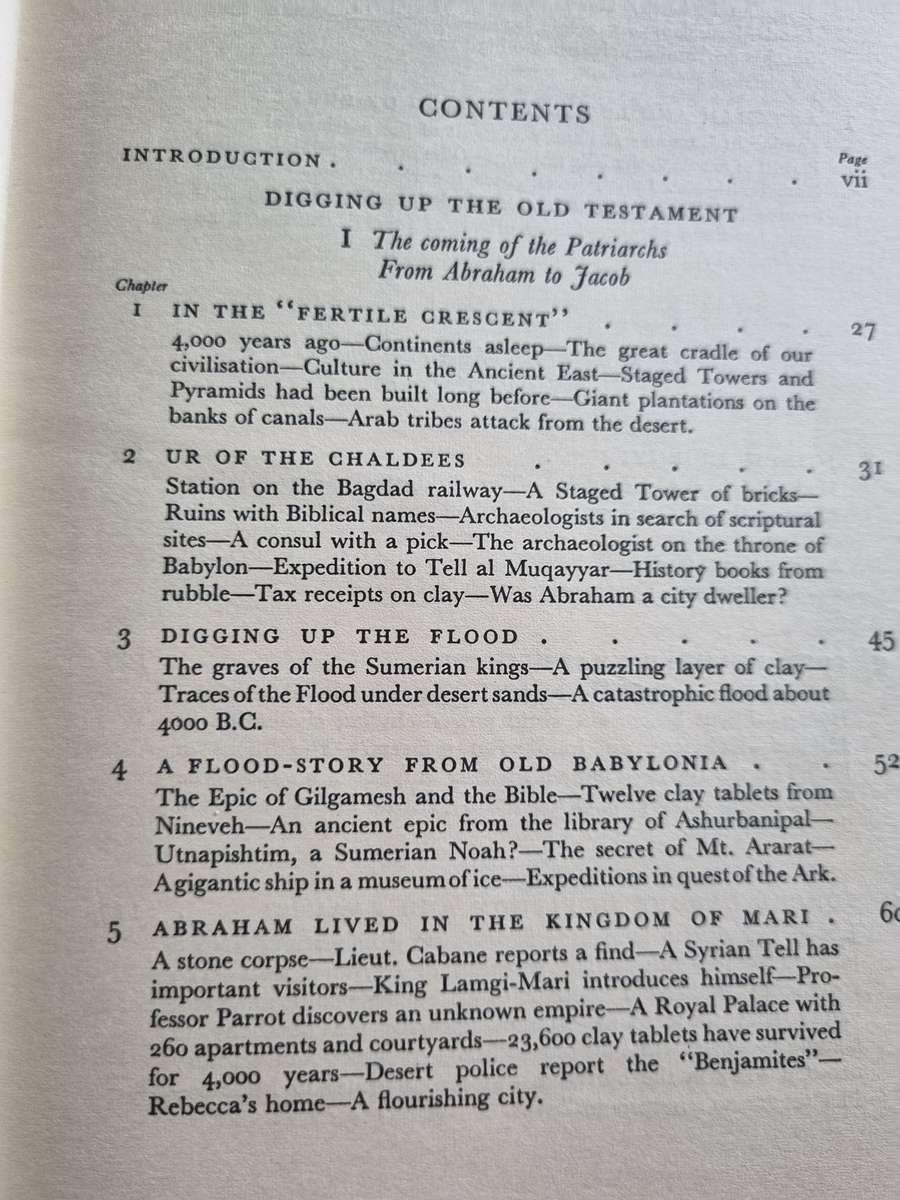 CONTENTS
Page
INTRODUCTION . . . . . . . . vii
DIGGING UP THE OLD TESTAMENT
I The coming of the Patriarchs
From Abraham to Jacob
Chapter
1 IN THE “FERTILE CRESCENT” . . . . 27
4,000 years ago—Continents asleep—The great cradle of our
civilisation—Culture in the Ancient East—Staged Towers and
Pyramids had been built long before—Giant plantations on the
banks of canals—Arab tribes attack from the desert.
2 UR OF THE CHALDEES . . . . . 31
Station on the Bagdad railway—A Staged Tower of bricks—
Ruins with Biblical names—Archaeologists in search of scriptural
sites—A consul with a pick—The archaeologist on the throne of
Babylon—Expedition to Tell al Muqayyar—History books from
rubble—Tax receipts on clay—Was Abraham a city dweller?
3 DIGGING UP THE FLOOD . . . . . 45
The graves of the Sumerian kings—A puzzling layer of clay—
Traces of the Flood under desert sands—A catastrophic flood about
4000 B.C.
4 A FLOOD-STORY FROM OLD BABYLONIA . . 52
The Epic of Gilgamesh and the Bible—Twelve clay tablets from
Nineveh—An ancient epic from the library of Ashurbanipal—
Utnapishtim, a Sumerian Noah?—The secret of Mt. Ararat—
A gigantic ship in a museum of ice—Expeditions in quest of the Ark.
5 ABRAHAM LIVED IN THE KINGDOM OF MARI . 60
A stone corpse—Lieut. Cabane reports a find—A Syrian Tell has
important visitors—King Lamgi-Mari introduces himself—Pro-
fessor Parrot discovers an unknown empire—A Royal Palace with
260 apartments and courtyards—23,600 clay tablets have survived
for 4,000 years—Desert police report the “Benjamites”—
Rebecca’s home—A flourishing city.